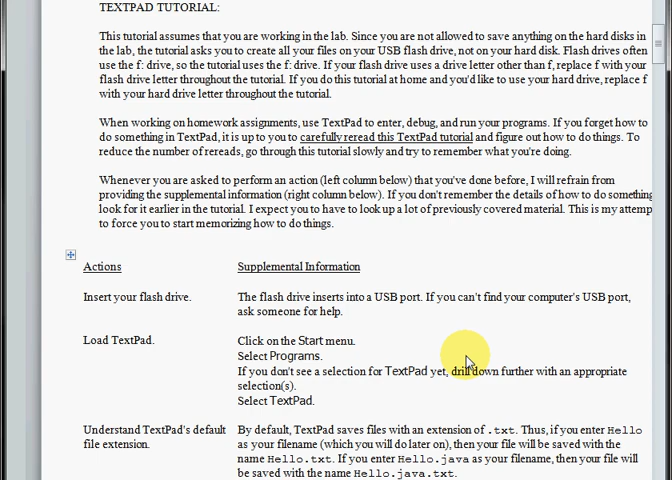 TEXTPAD TUTORIAL:
This tutorial assumes that you are working in the lab. Since you are not allowed to save anything on the hard disks in
the lab, the tutorial asks you to create all your files on your USB flash drive, not on your hard disk. Flash drives often
use the f: drive, so the tutorial uses the f: drive. If your flash drive uses a drive letter other than f, replace f with your
flash drive letter throughout the tutorial. If you do this tutorial at home and you'd like to use your hard drive, replace f
with your hard drive letter throughout the tutorial.
When working on homework assignments, use TextPad to enter, debug, and run your programs. If you forget how to
do something in TextPad, it is up to you to carefully reread this TextPad tutorial and figure out how to do things. To
reduce the number of rereads, go through this tutorial slowly and try to remember what you're doing.
Whenever you are asked to perform an action (left column below) that you've done before, I will refrain from
providing the supplemental information (right column below). If you don't remember the details of how to do something
look for it earlier in the tutorial. I expect you to have to look up a lot of previously covered material. This is my attemp
to force you to start memorizing how to do things.
Actions Supplemental Information
Insert your flash drive. The flash drive inserts into a USB port. If you can't find your computer's USB port,
ask someone for help.
Load TextPad. Click on the Start menu.
Select Programs.
If you don't see a selection for TextPad yet, drill down further with an appropriate
selection(s).
Select TextPad.
Understand TextPad's default By default, TextPad saves files with an extension of .txt. Thus, if you enter Hello
file extension. as your filename (which you will do later on), then your file will be saved with the
name Hello.txt. If you enter Hello.java as your filename, then your file will
be saved with the name Hello.java.txt.